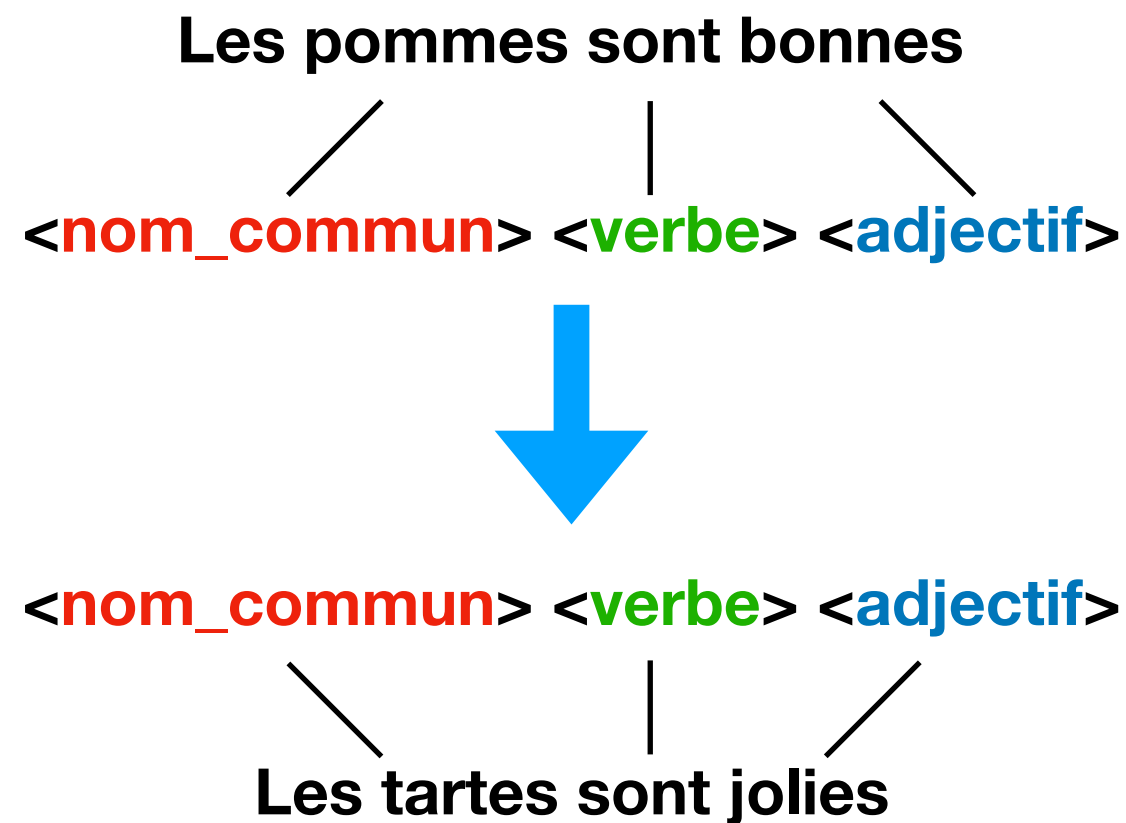 Les pommes sont bonnes
<nom_commun> <verbe> <adjectif>
<nom_commun> <verbe> <adjectif>
Les tartes sont jolies